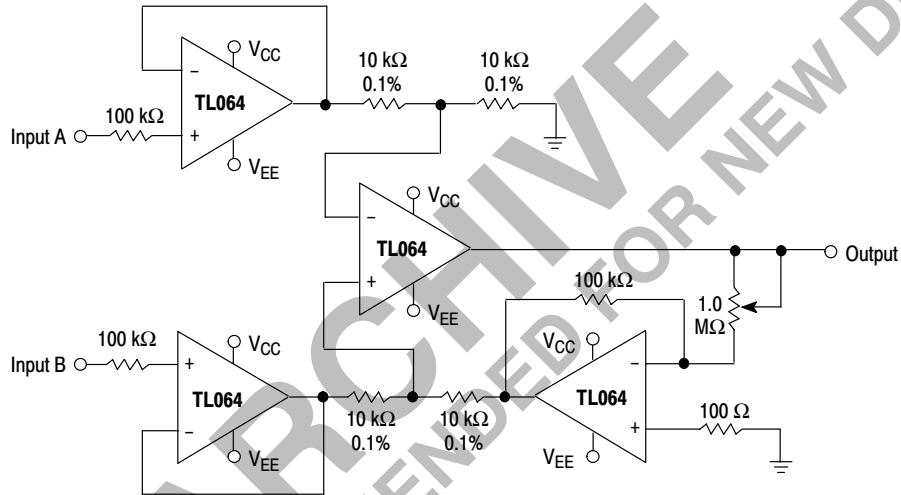 V_CC
10 kΩ
0.1%
10 kΩ
0.1%
TL064
100 kΩ
Input A
V_EE
V_CC
TL064
Output
100 kΩ
1.0
MΩ
V_EE
100 kΩ
V_CC
V_CC
Input B
TL064
TL064
100 Ω
10 kΩ
0.1%
10 kΩ
0.1%
V_EE
V_EE
−
+
−
+
+
−
−
+
ARCHIVE
ENDED FOR NEW D